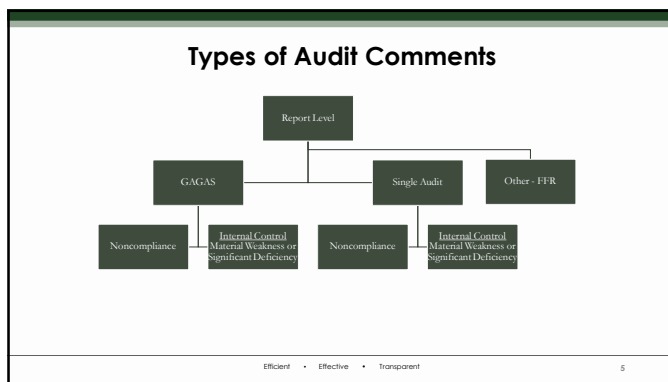 Types of Audit Comments
Report Level
GAGAS
Single Audit
Other - FFR
Noncompliance
Internal Control
Material Weakness or
Significant Deficiency
Noncompliance
Internal Control
Material Weakness or
Significant Deficiency
Efficient • Effective • Transparent
5